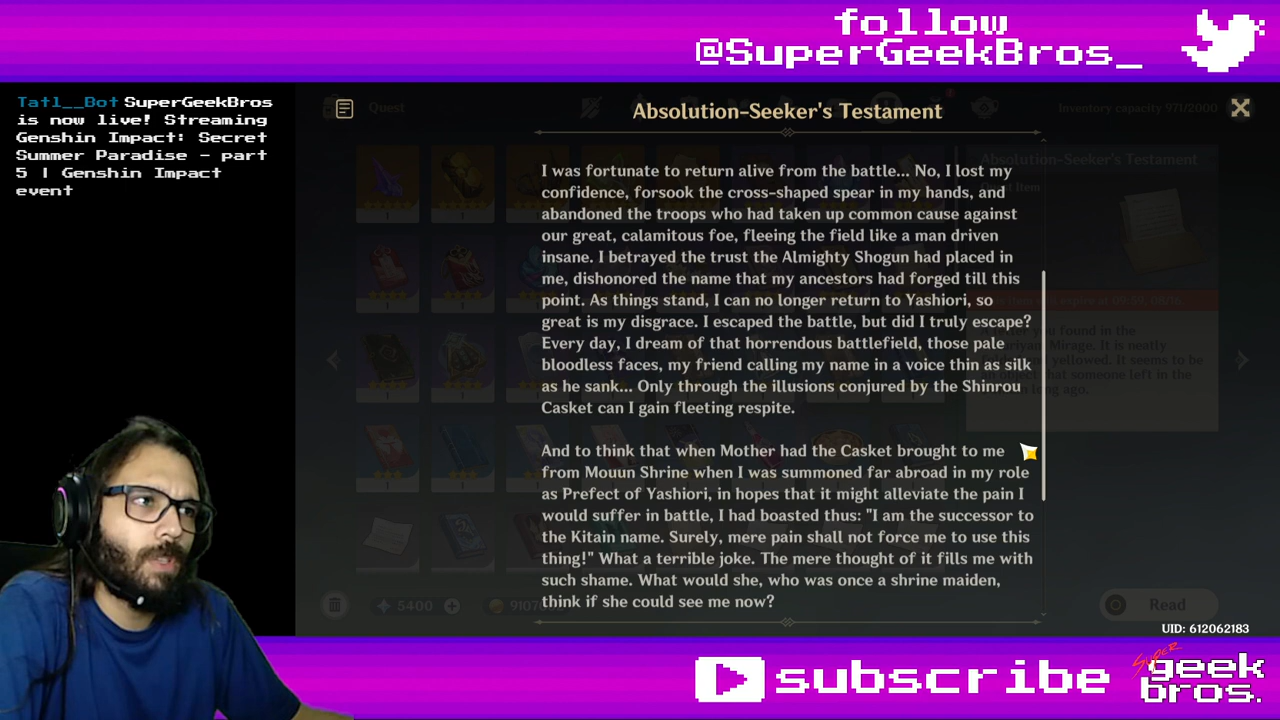 follow
@SuperGeekBros_
Tatl__Bot SuperGeekBros
is now live! Streaming
Genshin Impact: Secret
Summer Paradise - part
5 | Genshin Impact
event
Quest
Absolution-Seeker's Testament
Inventory capacity 971/2000
Absolution-Seeker's Testament
I was fortunate to return alive from the battle... No, I lost my
confidence, forsook the cross-shaped spear in my hands, and
abandoned the troops who had taken up common cause against
our great, calamitous foe, fleeing the field like a man driven
insane. I betrayed the trust the Almighty Shogun had placed in
me, dishonored the name that my ancestors had forged till this
point. As things stand, I can no longer return to Yashiori, so
great is my disgrace. I escaped the battle, but did I truly escape?
Every day, I dream of that horrendous battlefield, those pale
bloodless faces, my friend calling my name in a voice thin as silk
as he sank... Only through the illusions conjured by the Shinrou
Casket can I gain fleeting respite.
And to think that when Mother had the Casket brought to me
from Mouun Shrine when I was summoned far abroad in my role
as Prefect of Yashiori, in hopes that it might alleviate the pain I
would suffer in battle, I had boasted thus: "I am the successor to
the Kitain name. Surely, mere pain shall not force me to use this
thing!" What a terrible joke. The mere thought of it fills me with
such shame. What would she, who was once a shrine maiden,
think if she could see me now?
5400
Read
UID: 612062183
subscribe
super
geek
bros.